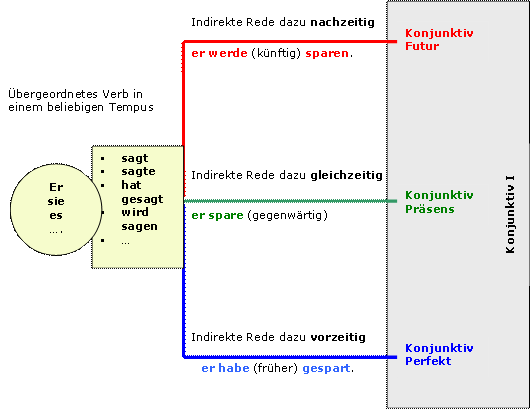 Indirekte Rede dazu nachzeitig
er werde (künftig) sparen.
Konjunktiv
Futur
Übergeordnetes Verb in
einem beliebigen Tempus
Er
sie
es
....
▪ sagt
▪ sagte
▪ hat
gesagt
▪ wird
sagen
▪ ...
Indirekte Rede dazu gleichzeitig
er spare (gegenwärtig)
Konjunktiv
Präsens
Konjunktiv I
Indirekte Rede dazu vorzeitig
er habe (früher) gespart.
Konjunktiv
Perfekt